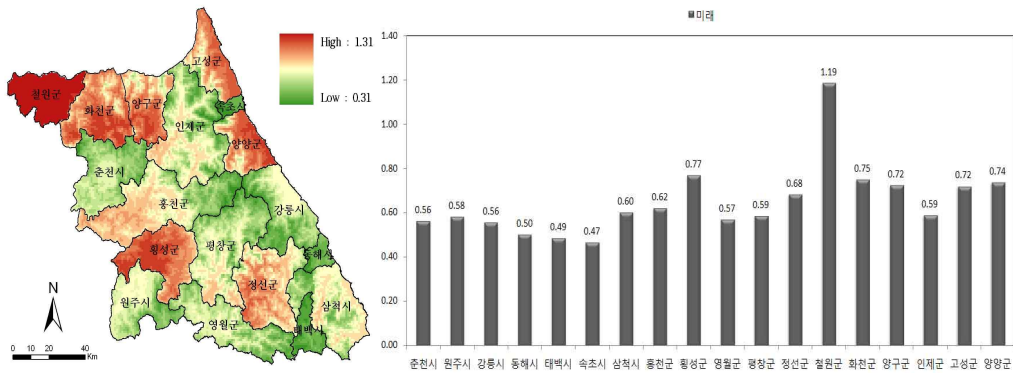 High : 1.31
Low : 0.31
고성군
철원군
화천군
양구군
속초시
인제군
양양군
춘천시
홍천군
강릉시
횡성군
평창군
동해시
정선군
원주시
삼척시
영월군
태백시
N
0 10 20 40
Km
미래
1.40
1.20
1.00
0.80
0.60
0.40
0.20
0.00
0.56 0.58 0.56 0.50 0.49 0.47 0.60 0.62 0.77 0.57 0.59 0.68 1.19 0.75 0.72 0.59 0.72 0.74
춘천시 원주시 강릉시 동해시 태백시 속초시 삼척시 홍천군 횡성군 영월군 평창군 정선군 철원군 화천군 양구군 인제군 고성군 양양군